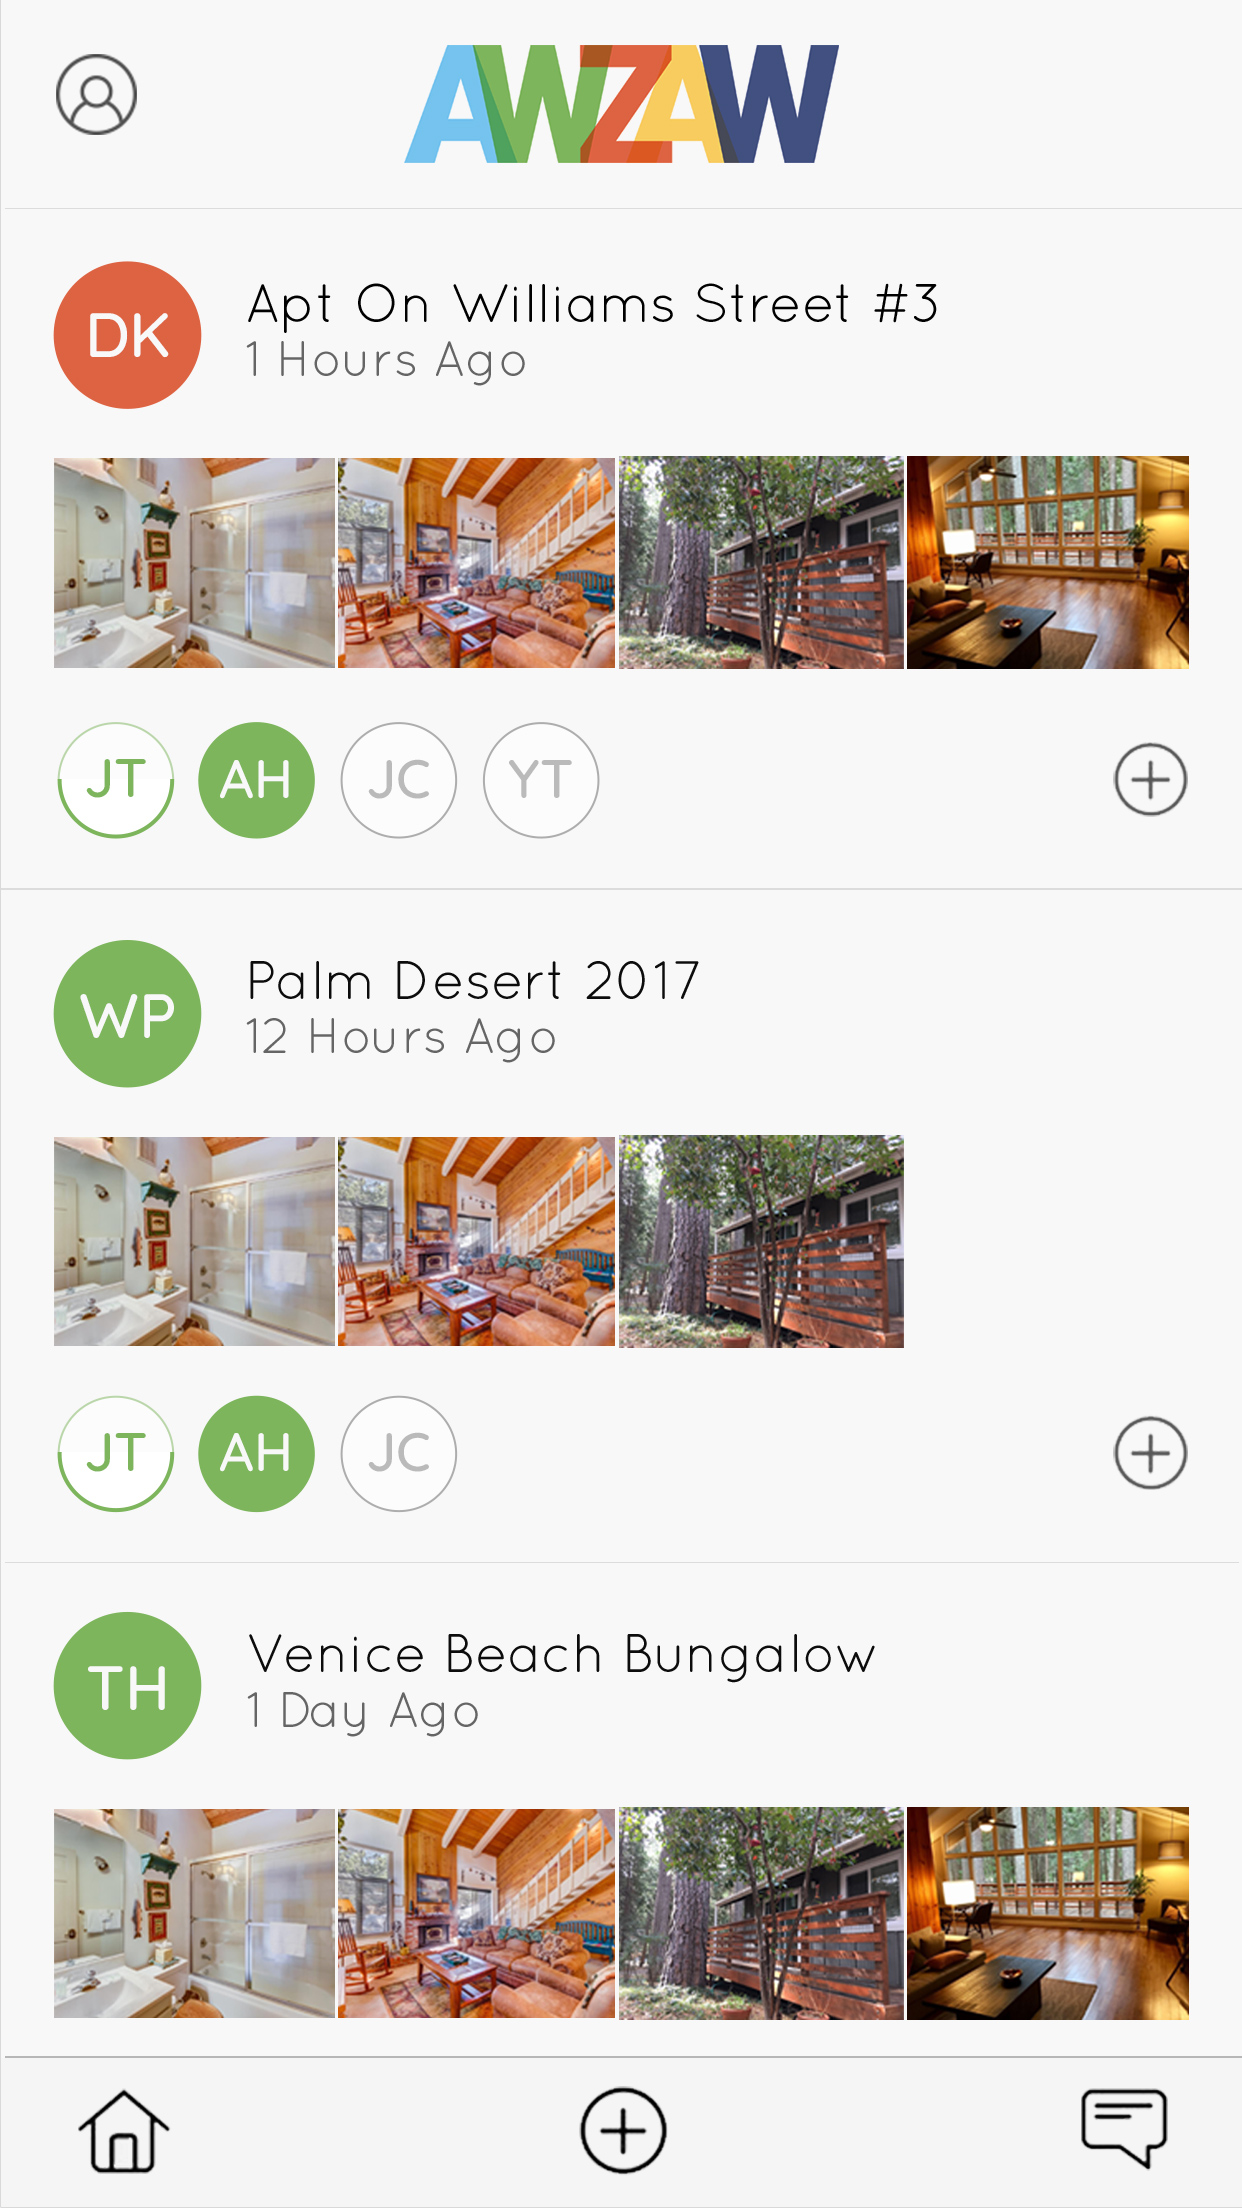 AWZAW
DK
Apt On Williams Street #3
1 Hours Ago
JT AH JC YT
WP
Palm Desert 2017
12 Hours Ago
JT AH JC
TH
Venice Beach Bungalow
1 Day Ago